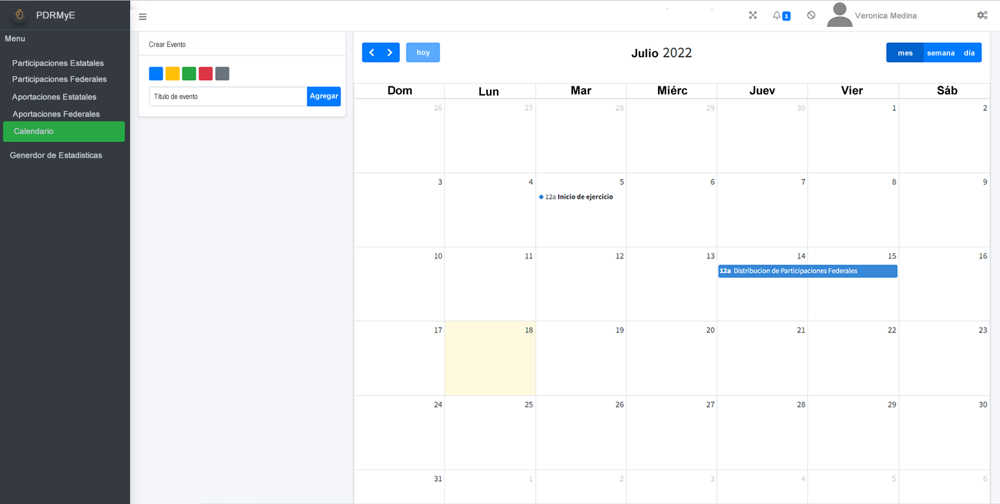 PDRMyE
1
Veronica Medina
Menu
Participaciones Estatales
Participaciones Federales
Aportaciones Estatales
Aportaciones Federales
Calendario
Generdor de Estadisticas
Crear Evento
Titulo de evento
Agregar
hoy
Julio 2022
mes semana día
Dom Lun Mar Miérc Juev Vier Sáb
26 27 28 29 30 1 2
3 4 5 6 7 8 9
12a Inicio de ejercicio
10 11 12 13 14 15 16
12a Distribucion de Participaciones Federales
17 18 19 20 21 22 23
24 25 26 27 28 29 30
31 1 2 3 4 5 6